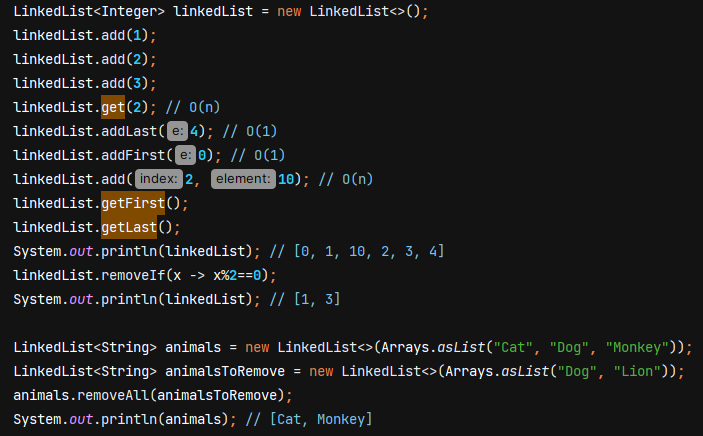 LinkedList<Integer> linkedList = new LinkedList<>();
linkedList.add(1);
linkedList.add(2);
linkedList.add(3);
linkedList.get(2); // O(n)
linkedList.addLast( e: 4); // O(1)
linkedList.addFirst( e: 0); // O(1)
linkedList.add( index: 2, element: 10); // O(n)
linkedList.getFirst();
linkedList.getLast();
System.out.println(linkedList); // [0, 1, 10, 2, 3, 4]
linkedList.removeIf(x -> x%2==0);
System.out.println(linkedList); // [1, 3]
LinkedList<String> animals = new LinkedList<>(Arrays.asList("Cat", "Dog", "Monkey"));
LinkedList<String> animalsToRemove = new LinkedList<>(Arrays.asList("Dog", "Lion"));
animals.removeAll(animalsToRemove);
System.out.println(animals); // [Cat, Monkey]